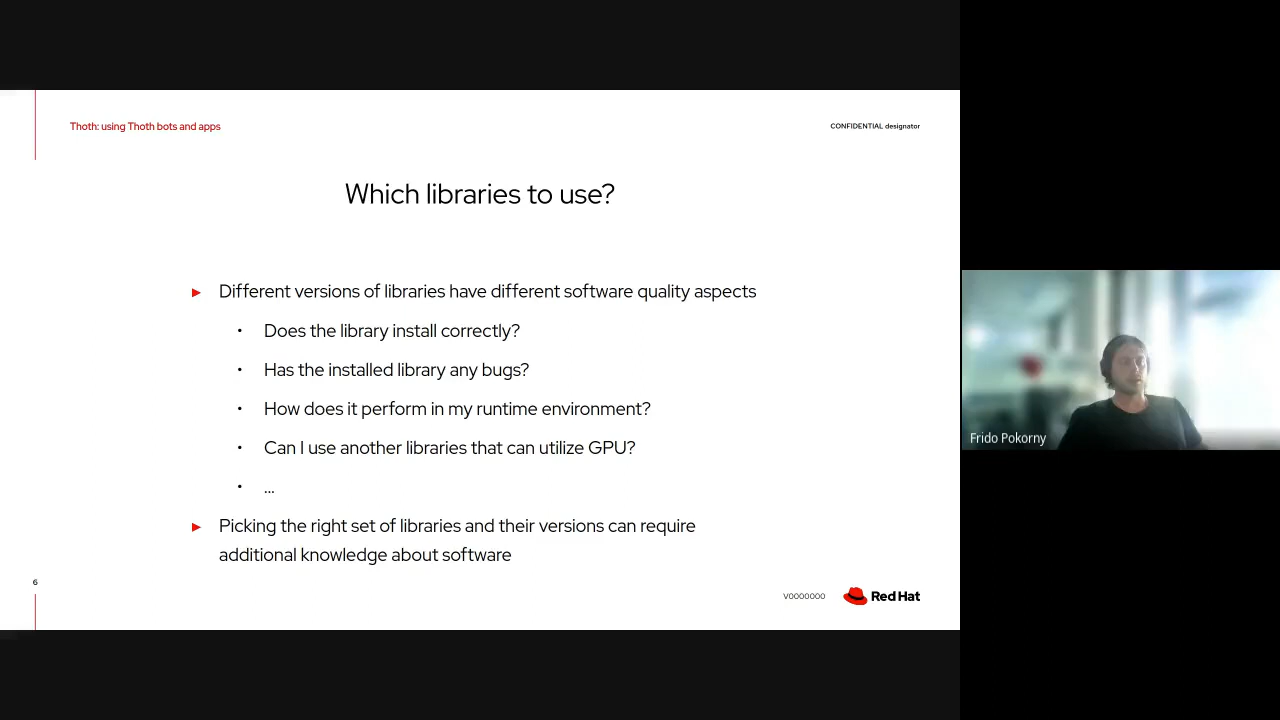 Thoth: using Thoth bots and apps
CONFIDENTIAL designator
Which libraries to use?
► Different versions of libraries have different software quality aspects
• Does the library install correctly?
• Has the installed library any bugs?
• How does it perform in my runtime environment?
• Can I use another libraries that can utilize GPU?
• ...
► Picking the right set of libraries and their versions can require
additional knowledge about software
6
V0000000
Red Hat
Frido Pokorny